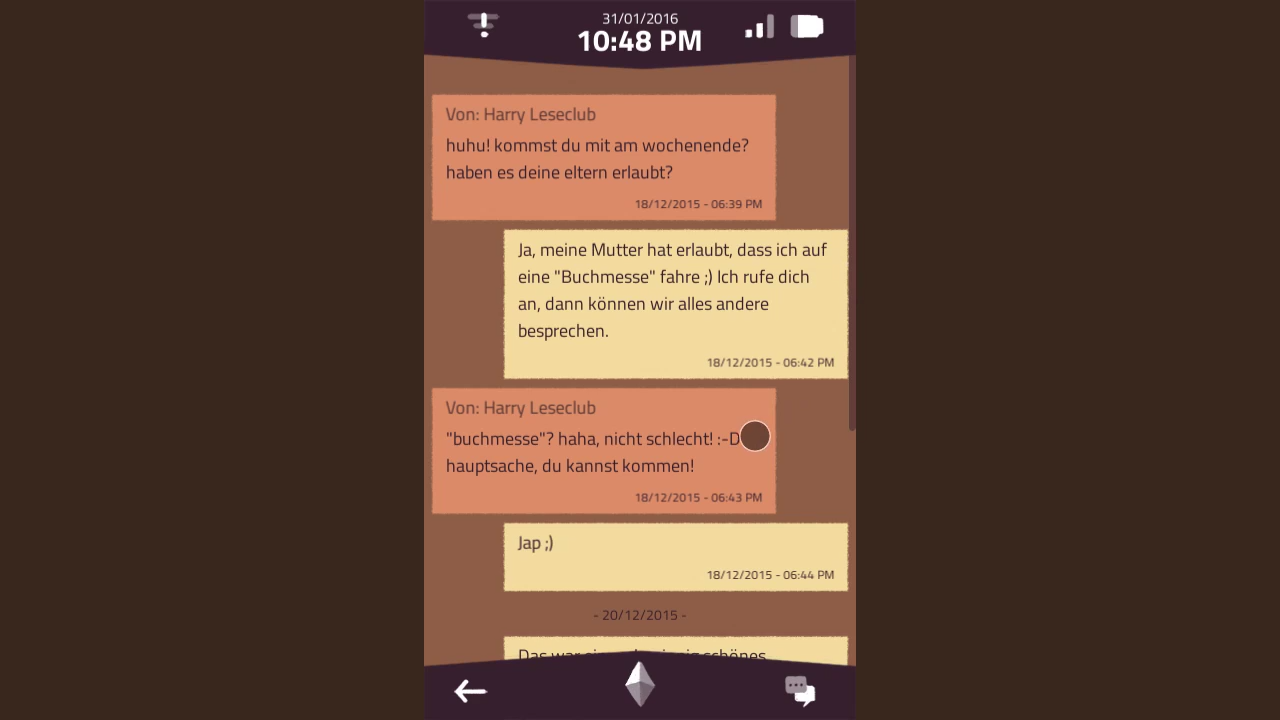 31/01/2016
10:48 PM
Von: Harry Leseclub
huhu! kommst du mit am wochenende?
haben es deine eltern erlaubt?
18/12/2015 - 06:39 PM
Ja, meine Mutter hat erlaubt, dass ich auf
eine "Buchmesse" fahre ;) Ich rufe dich
an, dann können wir alles andere
besprechen.
18/12/2015 - 06:42 PM
Von: Harry Leseclub
"buchmesse"? haha, nicht schlecht! :-D
hauptsache, du kannst kommen!
18/12/2015 - 06:43 PM
Jap ;)
18/12/2015 - 06:44 PM
- 20/12/2015 -
Das war schönes